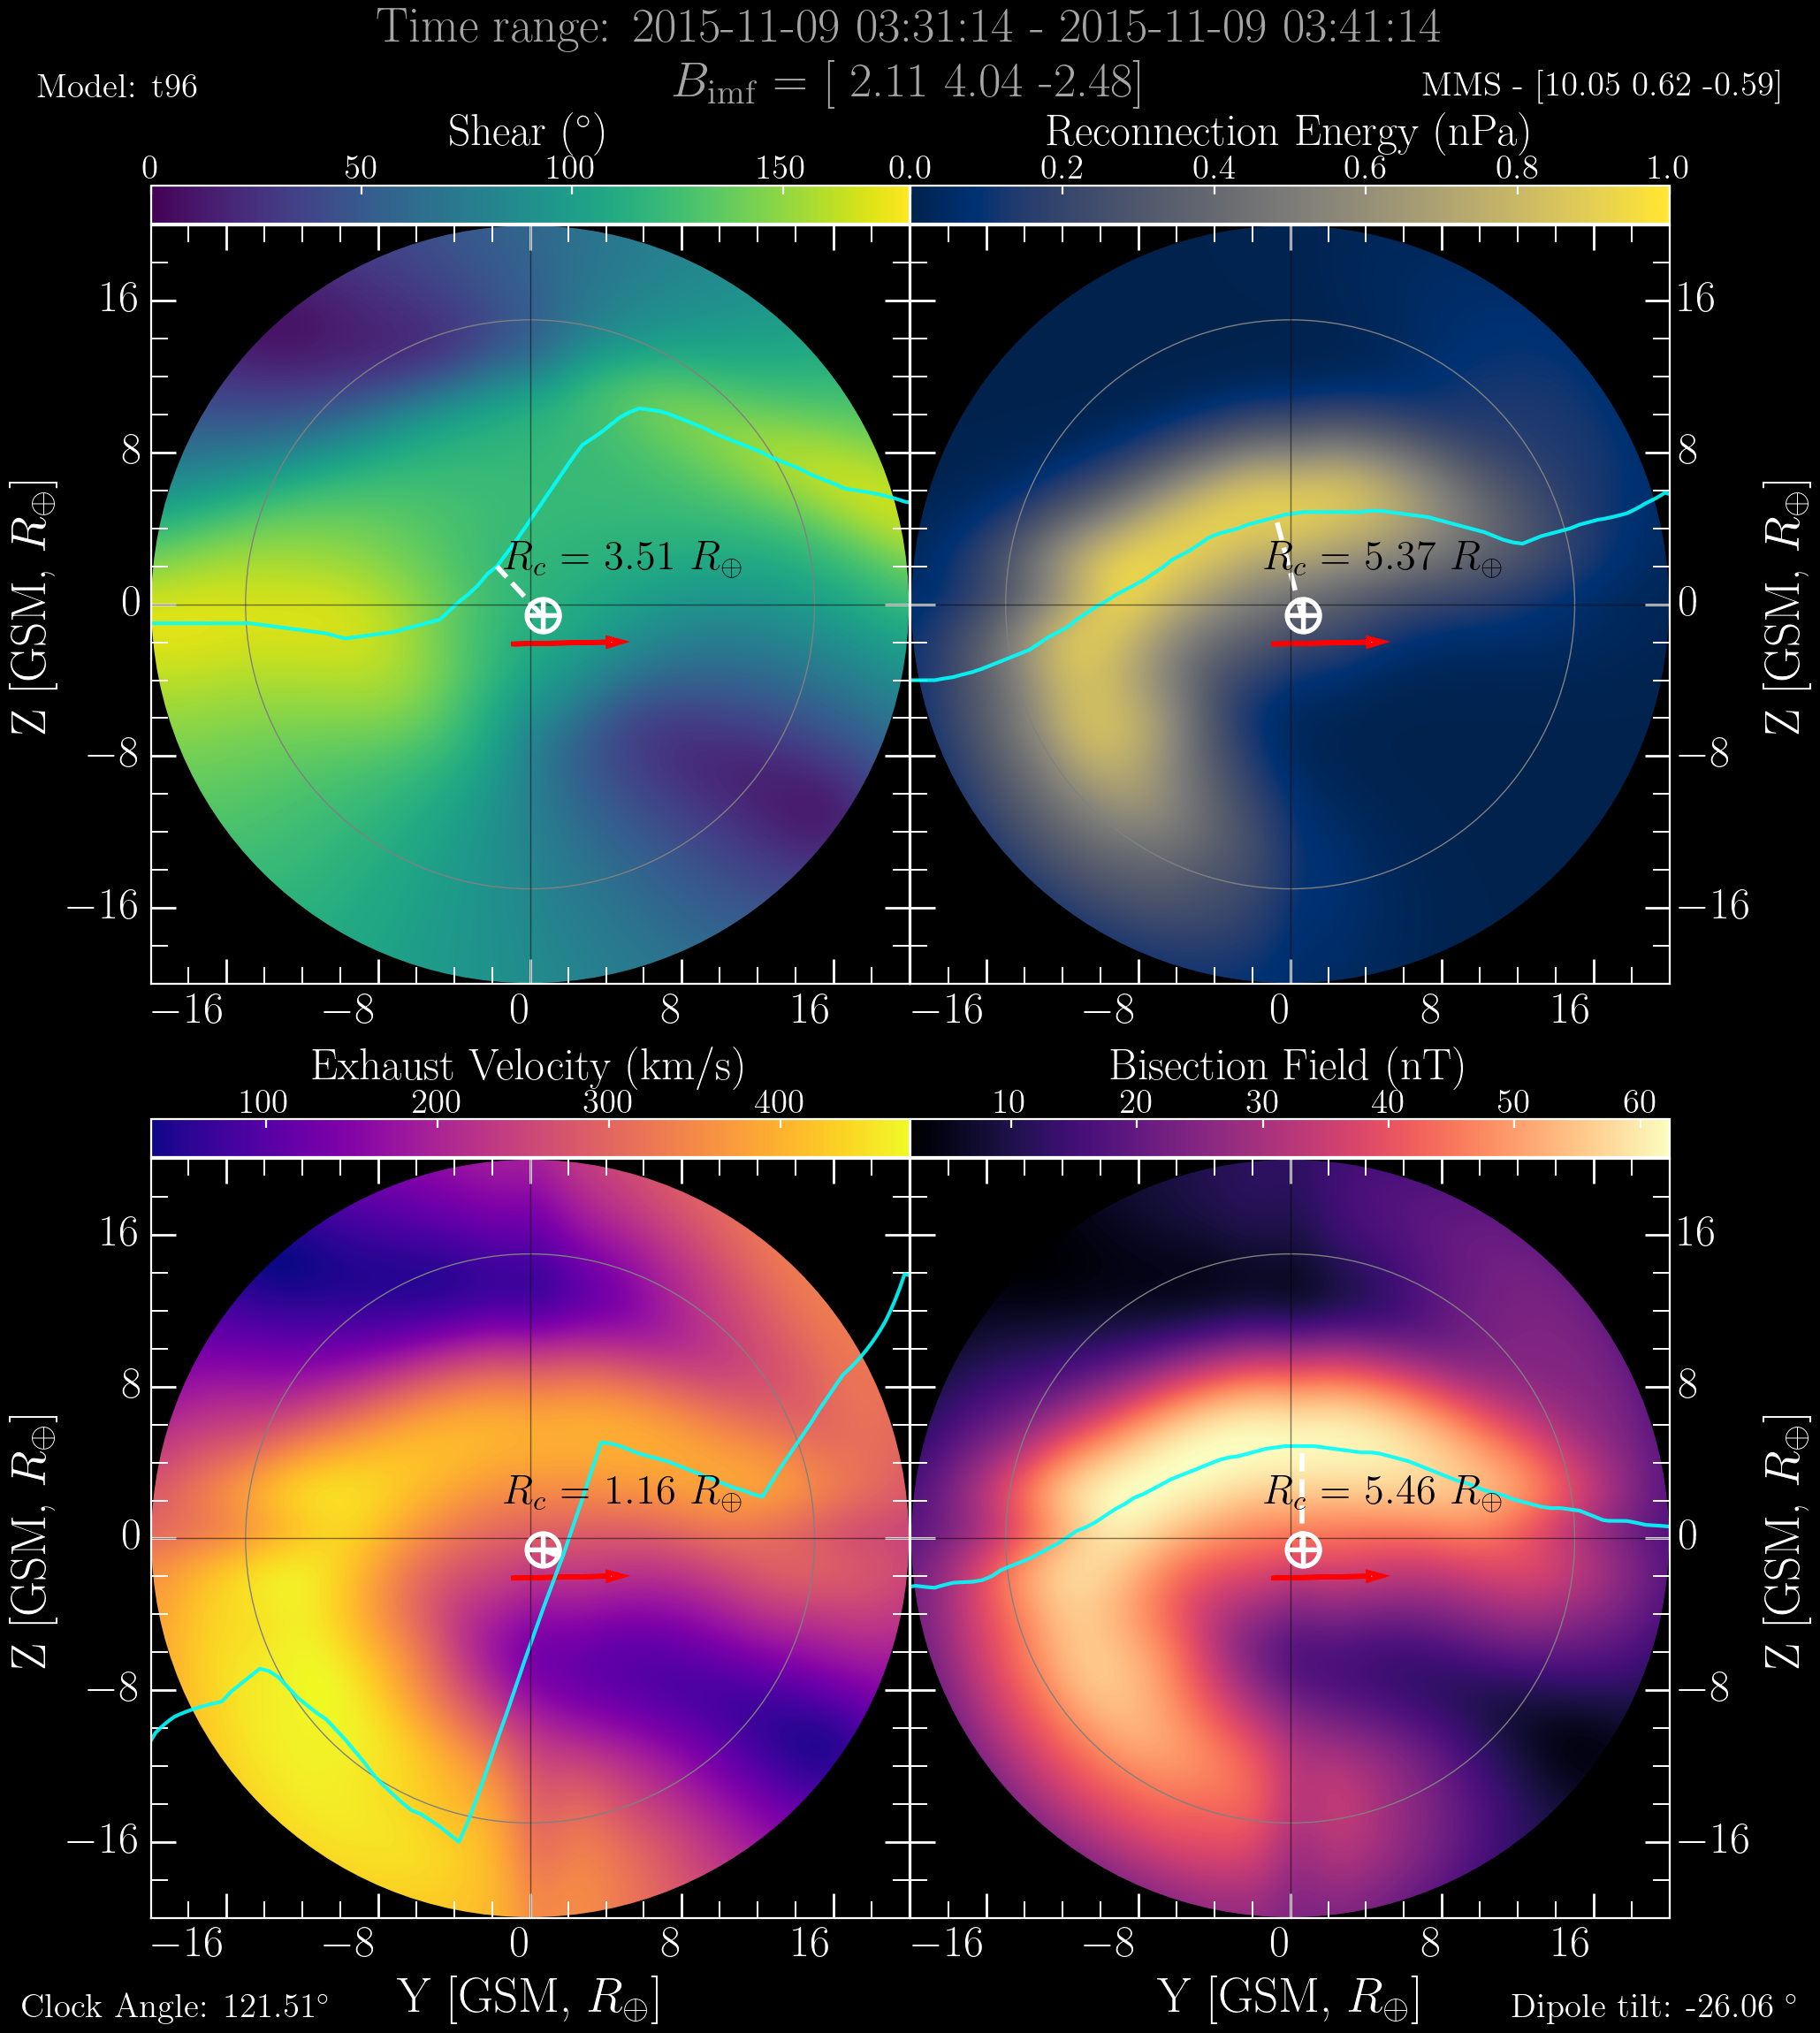 Time range: 2015-11-09 03:31:14 - 2015-11-09 03:41:14
Model: t96
B_imf = [ 2.11 4.04 -2.48]
MMS - [10.05 0.62 -0.59]
Shear (°)
Reconnection Energy (nPa)
0 50 100 150
0.0 0.2 0.4 0.6 0.8 1.0
16
8
0
−8
−16
Z [GSM, R⊕]
R_c = 3.51 R⊕
R_c = 5.37 R⊕
16
8
0
−8
−16
Z [GSM, R⊕]
−16 −8 0 8 16
−16 −8 0 8 16
Exhaust Velocity (km/s)
Bisection Field (nT)
100 200 300 400
10 20 30 40 50 60
16
8
0
−8
−16
Z [GSM, R⊕]
R_c = 1.16 R⊕
R_c = 5.46 R⊕
16
8
0
−8
−16
Z [GSM, R⊕]
−16 −8 0 8 16
−16 −8 0 8 16
Y [GSM, R⊕]
Y [GSM, R⊕]
Clock Angle: 121.51°
Dipole tilt: -26.06 °